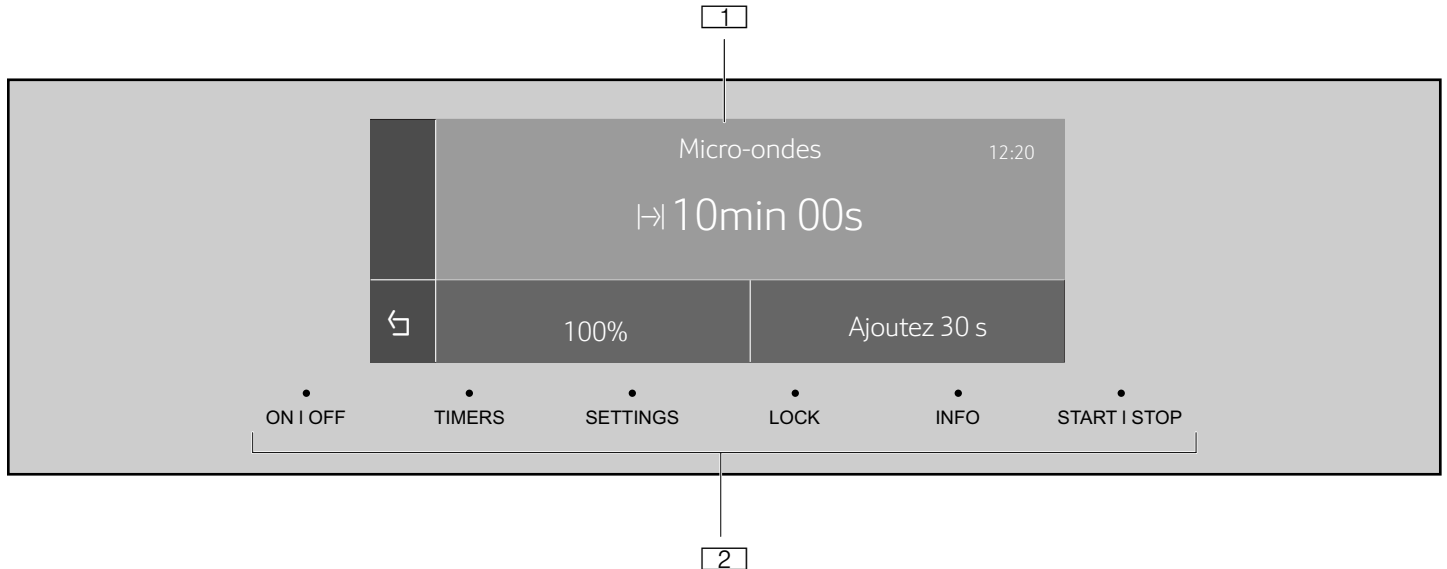 1
Micro-ondes
12:20
10min 00s
100%
Ajoutez 30 s
ON I OFF
TIMERS
SETTINGS
LOCK
INFO
START I STOP
2